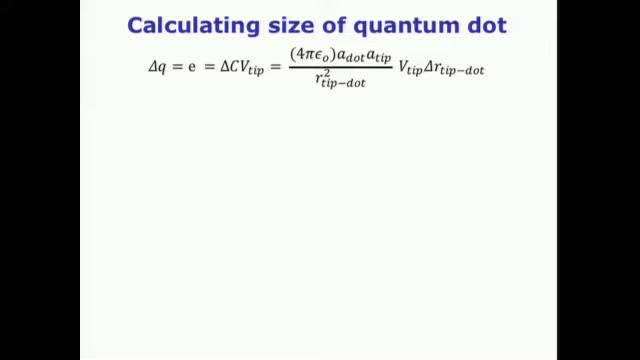 Calculating size of quantum dot
Δq = e = ΔCV_tip = (4πϵ_o)a_dot a_tip / r²_tip−dot V_tip Δr_tip−dot